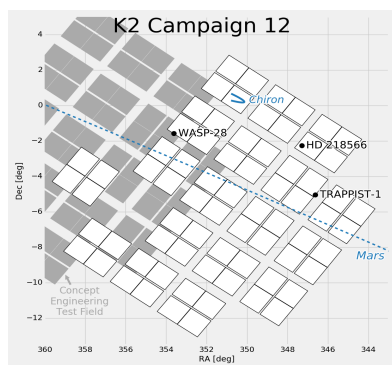 K2 Campaign 12
4
2
0
−2
−4
−6
−8
−10
−12
Dec [deg]
Chiron
WASP-28
HD 218566
TRAPPIST-1
Mars
Concept
Engineering
Test Field
360
358
356
354
352
350
348
346
344
RA [deg]